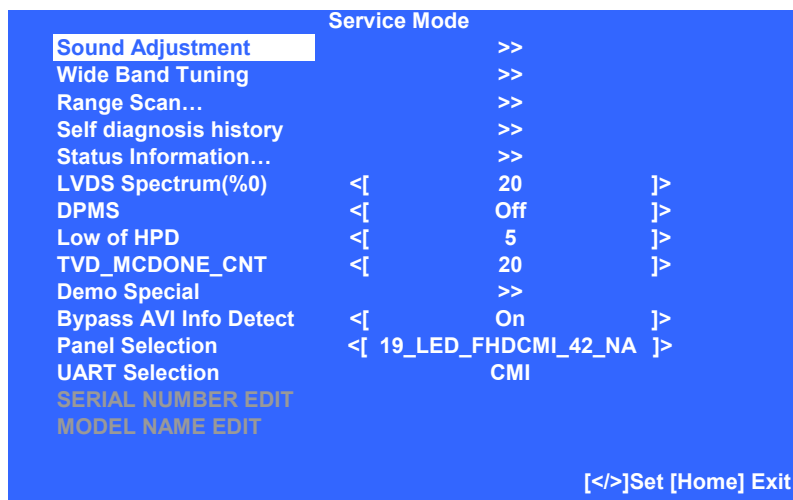 Service Mode
Sound Adjustment >>
Wide Band Tuning >>
Range Scan… >>
Self diagnosis history >>
Status Information… >>
LVDS Spectrum(%0) <[ 20 ]>
DPMS <[ Off ]>
Low of HPD <[ 5 ]>
TVD_MCDONE_CNT <[ 20 ]>
Demo Special >>
Bypass AVI Info Detect <[ On ]>
Panel Selection <[ 19_LED_FHDCMI_42_NA ]>
UART Selection CMI
SERIAL NUMBER EDIT
MODEL NAME EDIT
[</>]Set [Home] Exit